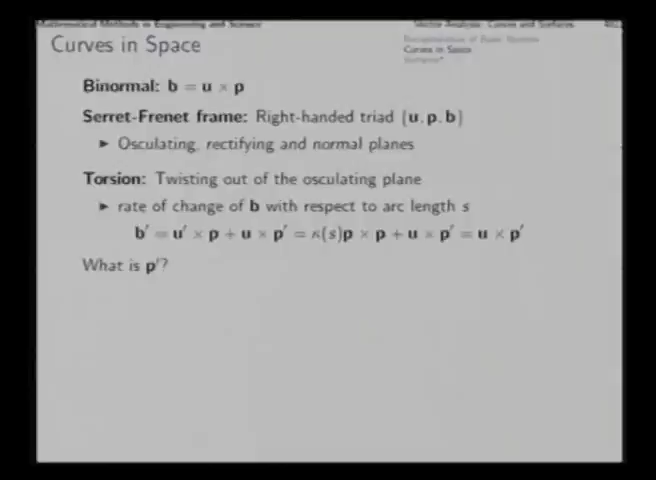 Mathematical Methods in Engineering and Science
Vector Analysis: Curves and Surfaces
Curves in Space
Curves in Space
Binormal: b = u × p
Serret-Frenet frame: Right-handed triad {u, p, b}
► Osculating, rectifying and normal planes
Torsion: Twisting out of the osculating plane
► rate of change of b with respect to arc length s
b′ = u′ × p + u × p′ = κ(s)p × p + u × p′ = u × p′
What is p′?